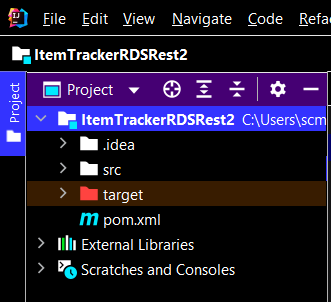 File Edit View Navigate Code Refac
ItemTrackerRDSRest2
Project
Project
ItemTrackerRDSRest2 C:\Users\scm
.idea
src
target
m pom.xml
External Libraries
Scratches and Consoles